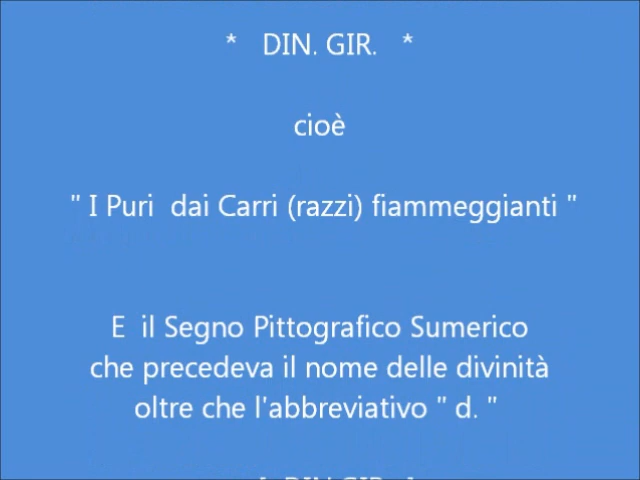 * DIN. GIR. *
cioè
" I Puri dai Carri (razzi) fiammeggianti "
E il Segno Pittografico Sumerico
che precedeva il nome delle divinità
oltre che l'abbreviativo " d. "